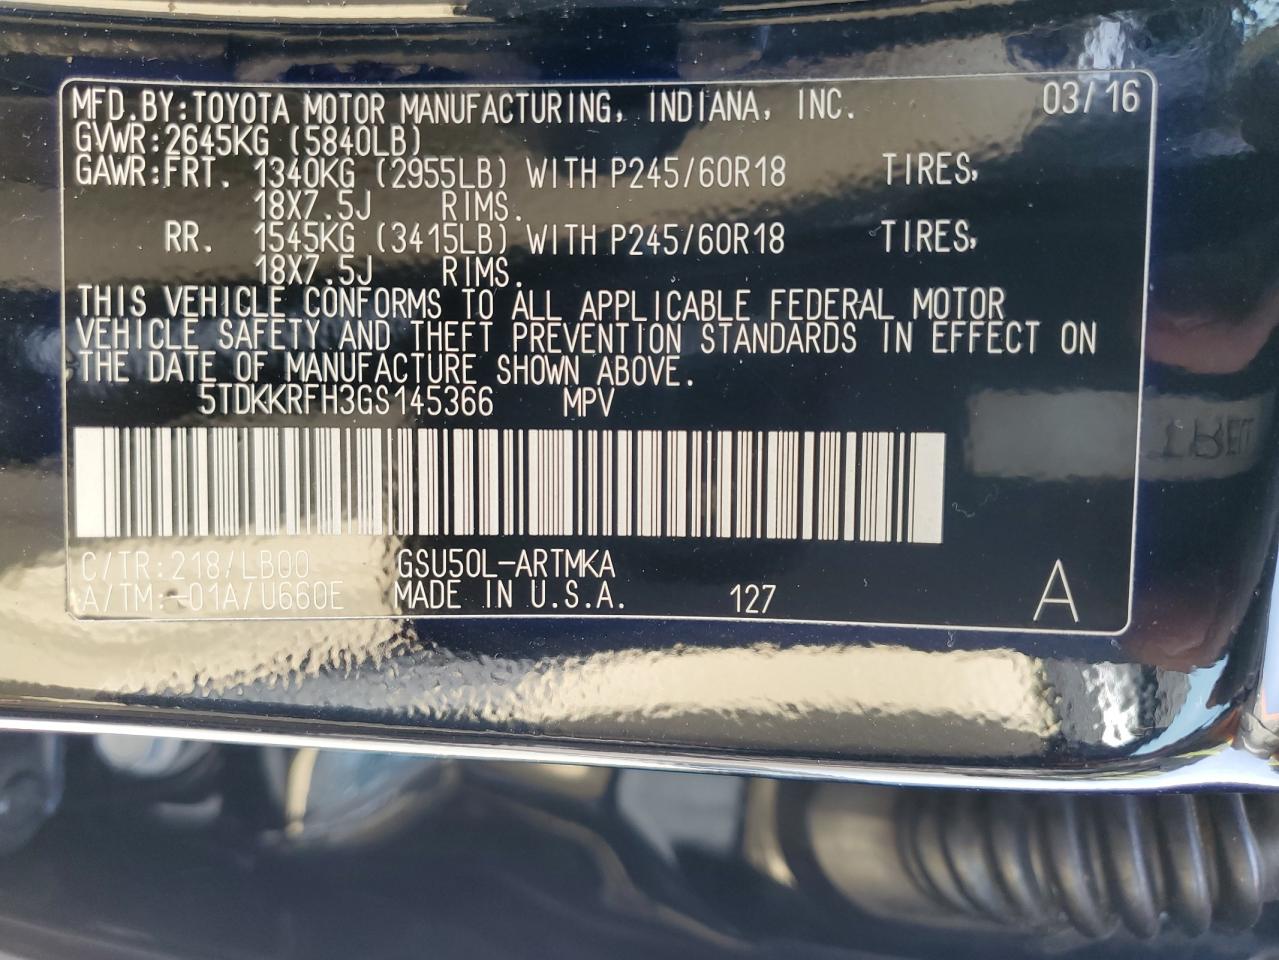 MFD.BY:TOYOTA MOTOR MANUFACTURING, INDIANA, INC. 03/16
GVWR:2645KG (5840LB)
GAWR:FRT. 1340KG (2955LB) WITH P245/60R18 TIRES,
18X7.5J RIMS.
RR. 1545KG (3415LB) WITH P245/60R18 TIRES,
18X7.5J RIMS.
THIS VEHICLE CONFORMS TO ALL APPLICABLE FEDERAL MOTOR
VEHICLE SAFETY AND THEFT PREVENTION STANDARDS IN EFFECT ON
THE DATE OF MANUFACTURE SHOWN ABOVE.
5TDKKRFH3GS145366 MPV
C/TR:218/LB00 GSU50L-ARTMKA
A/TM:-01A/U660E MADE IN U.S.A. 127 A